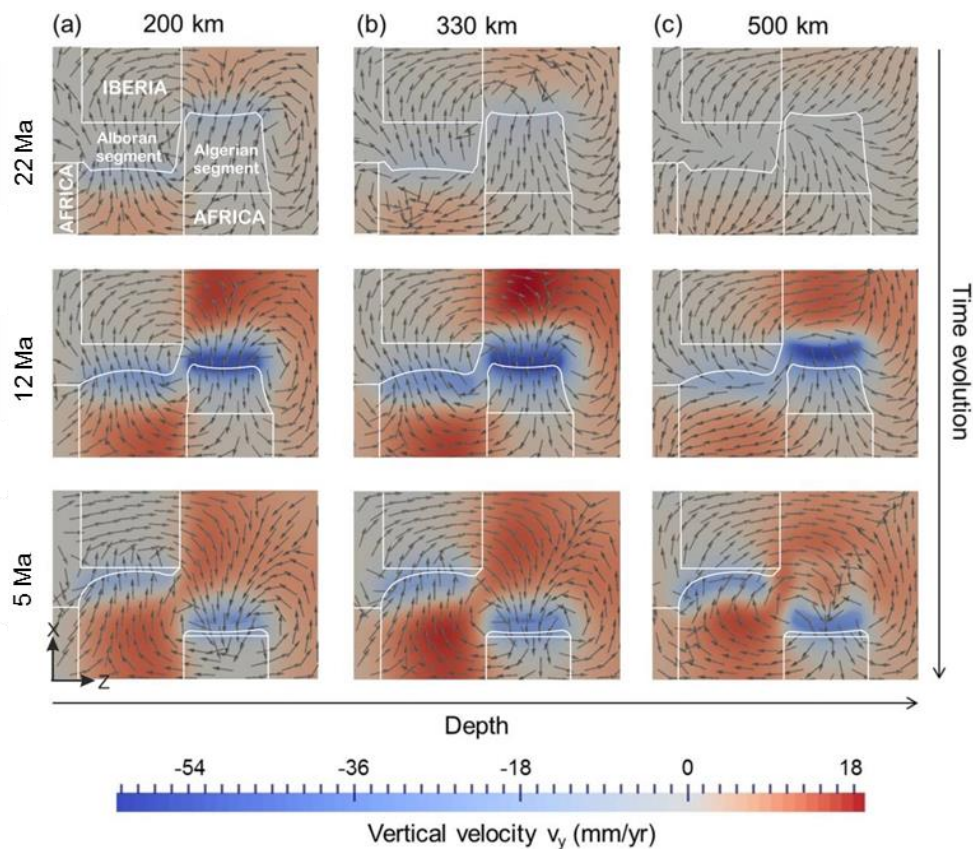 (a) 200 km
(b) 330 km
(c) 500 km
22 Ma
IBERIA
Alboran
segment
Algerian
segment
AFRICA
AFRICA
12 Ma
5 Ma
X
Z
Time evolution
Depth
-54 -36 -18 0 18
Vertical velocity vy (mm/yr)